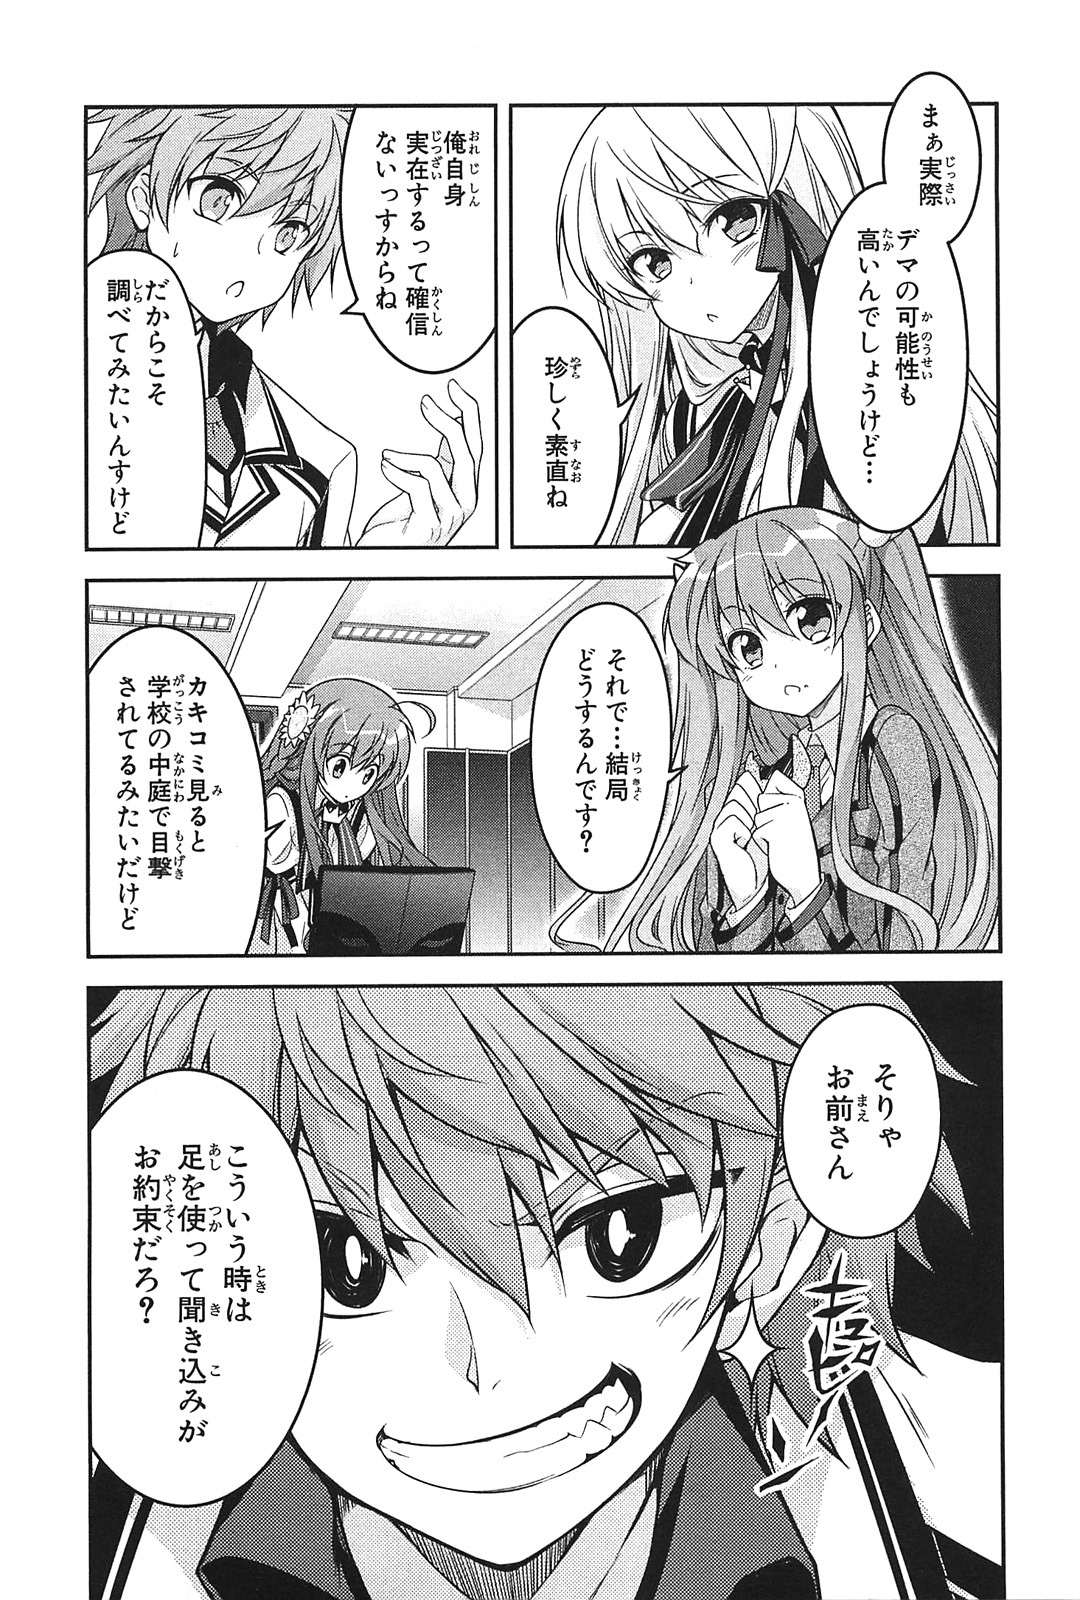 まぁ実際
デマの可能性も
高いんでしょうけど…
珍しく素直ね
俺自身
実在するって確信
ないっすからね
だからこそ
調べてみたいんすけど
それで…結局
どうするんです？
カキコミ見ると
学校の中庭で目撃
されてるみたいだけど
そりゃ
お前さん
こういう時は
足を使って聞き込みが
お約束だろ？